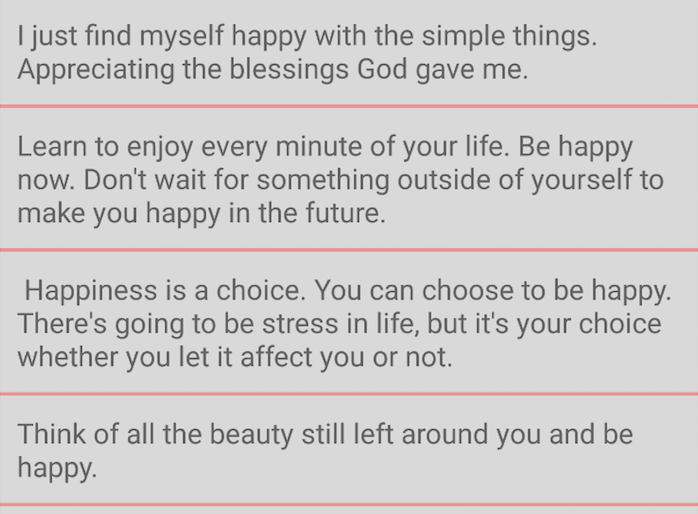 I just find myself happy with the simple things.
Appreciating the blessings God gave me.
Learn to enjoy every minute of your life. Be happy
now. Don't wait for something outside of yourself to
make you happy in the future.
Happiness is a choice. You can choose to be happy.
There's going to be stress in life, but it's your choice
whether you let it affect you or not.
Think of all the beauty still left around you and be
happy.